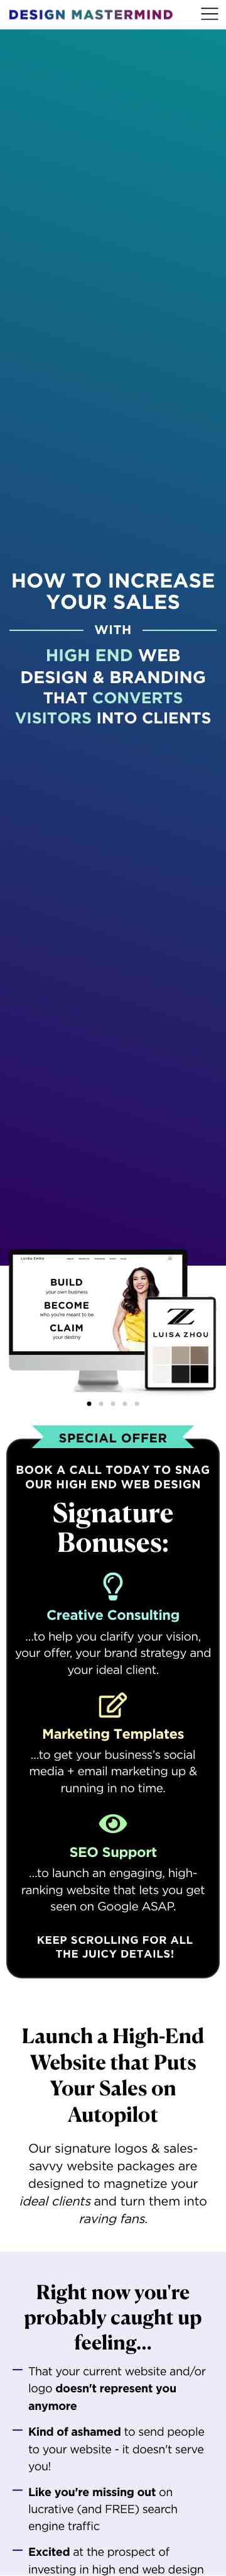 DESIGN MASTERMIND
HOW TO INCREASE
YOUR SALES
WITH
HIGH END WEB
DESIGN & BRANDING
THAT CONVERTS
VISITORS INTO CLIENTS
LUISA ZHOU
BUILD
your own business
BECOME
who you're meant to be
CLAIM
your destiny
LUISA ZHOU
SPECIAL OFFER
BOOK A CALL TODAY TO SNAG
OUR HIGH END WEB DESIGN
Signature
Bonuses:
Creative Consulting
...to help you clarify your vision,
your offer, your brand strategy and
your ideal client.
Marketing Templates
...to get your business's social
media + email marketing up &
running in no time.
SEO Support
...to launch an engaging, high-
ranking website that lets you get
seen on Google ASAP.
KEEP SCROLLING FOR ALL
THE JUICY DETAILS!
Launch a High-End
Website that Puts
Your Sales on
Autopilot
Our signature logos & sales-
savvy website packages are
designed to magnetize your
ideal clients and turn them into
raving fans.
Right now you're
probably caught up
feeling...
— That your current website and/or
logo doesn't represent you
anymore
— Kind of ashamed to send people
to your website - it doesn't serve
you!
— Like you're missing out on
lucrative (and FREE) search
engine traffic
— Excited at the prospect of
investing in high end web design